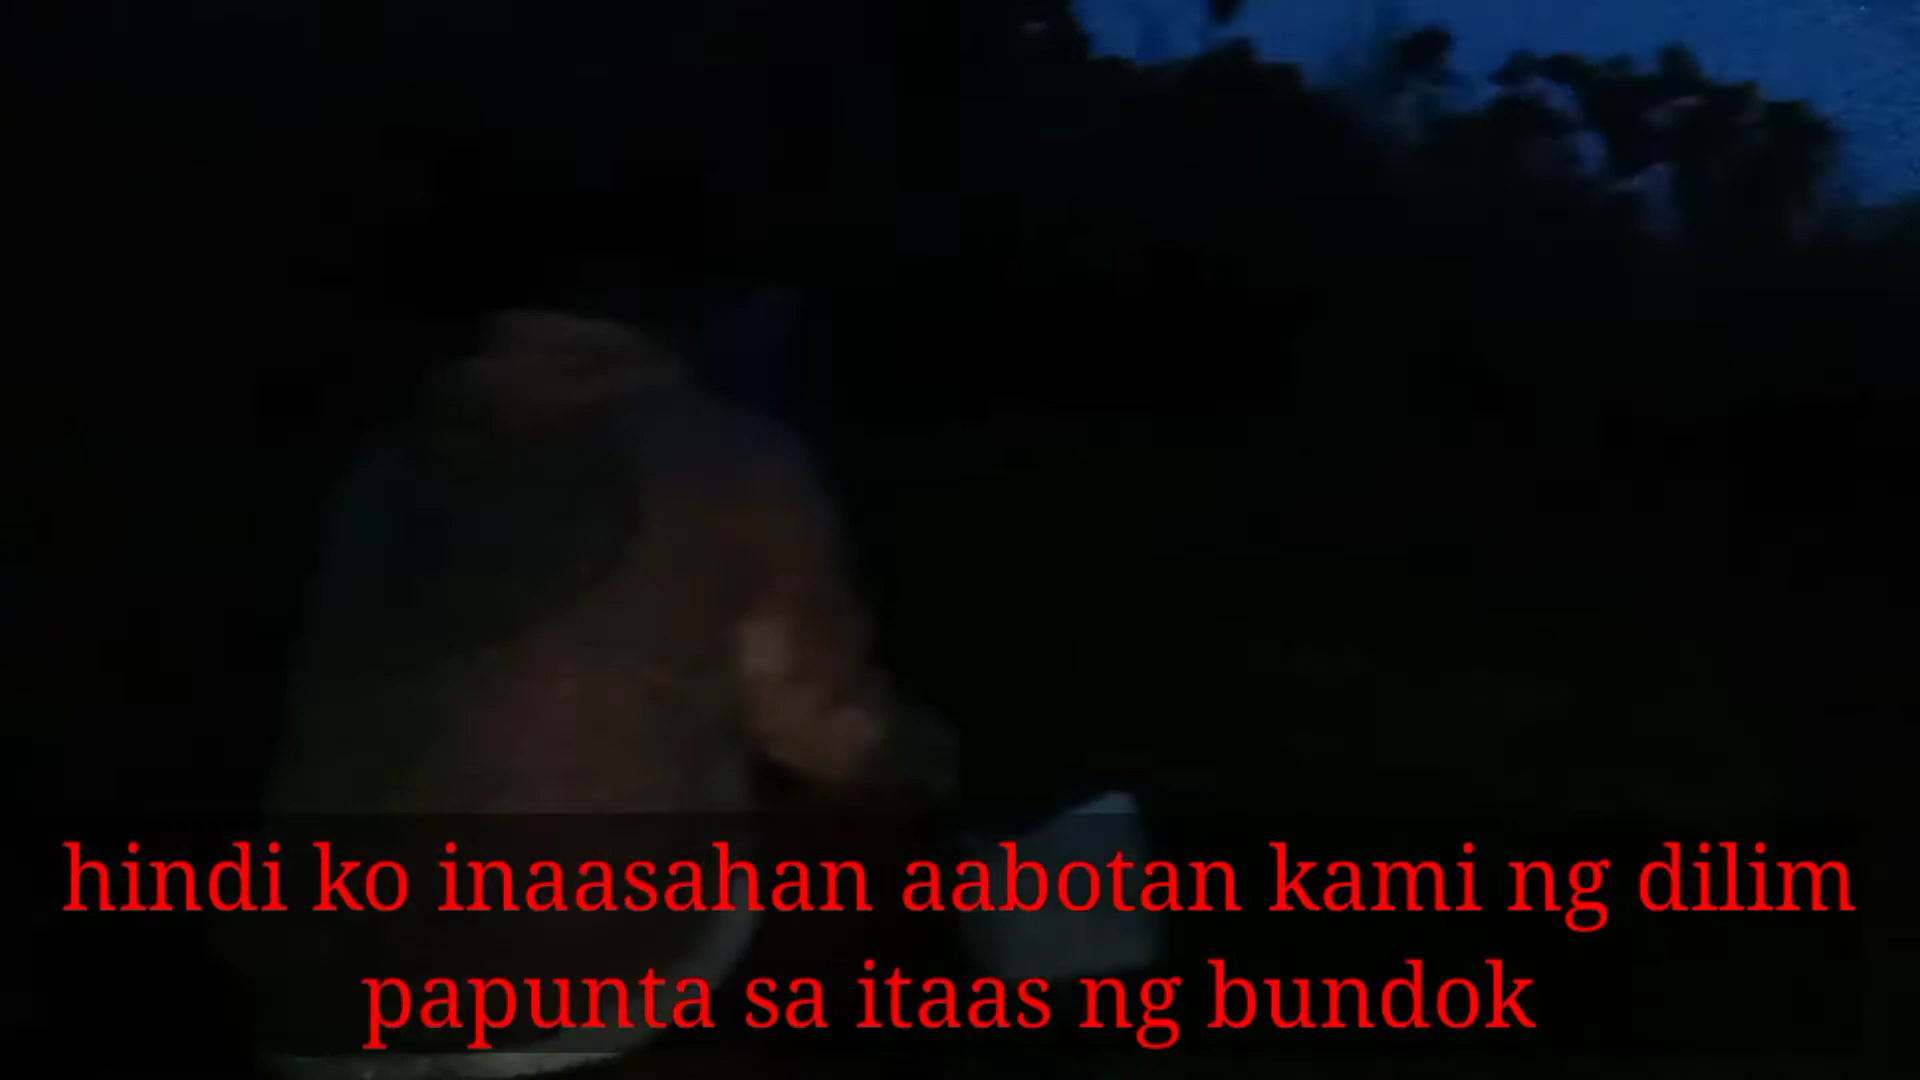 hindi ko inaasahan aabotan kami ng dilim
papunta sa itaas ng bundok